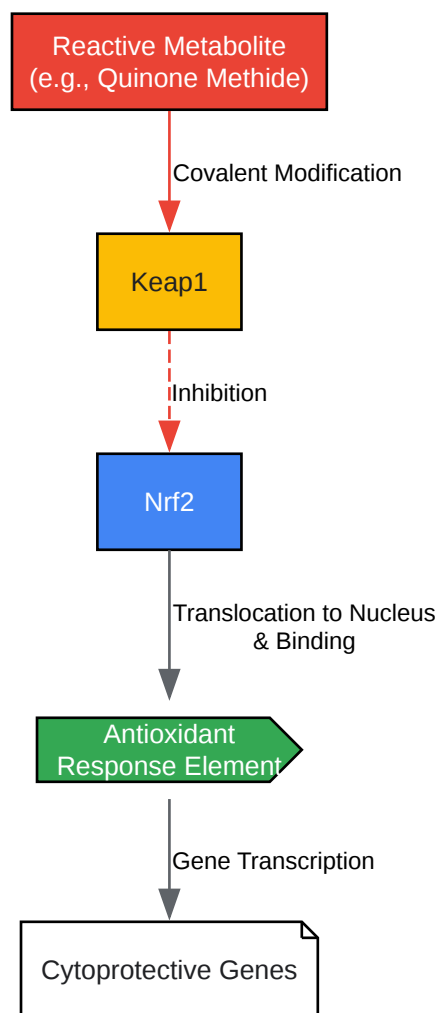 Reactive Metabolite
(e.g., Quinone Methide)
Covalent Modification
Keap1
Inhibition
Nrf2
Translocation to Nucleus
& Binding
Antioxidant
Response Element
Gene Transcription
Cytoprotective Genes